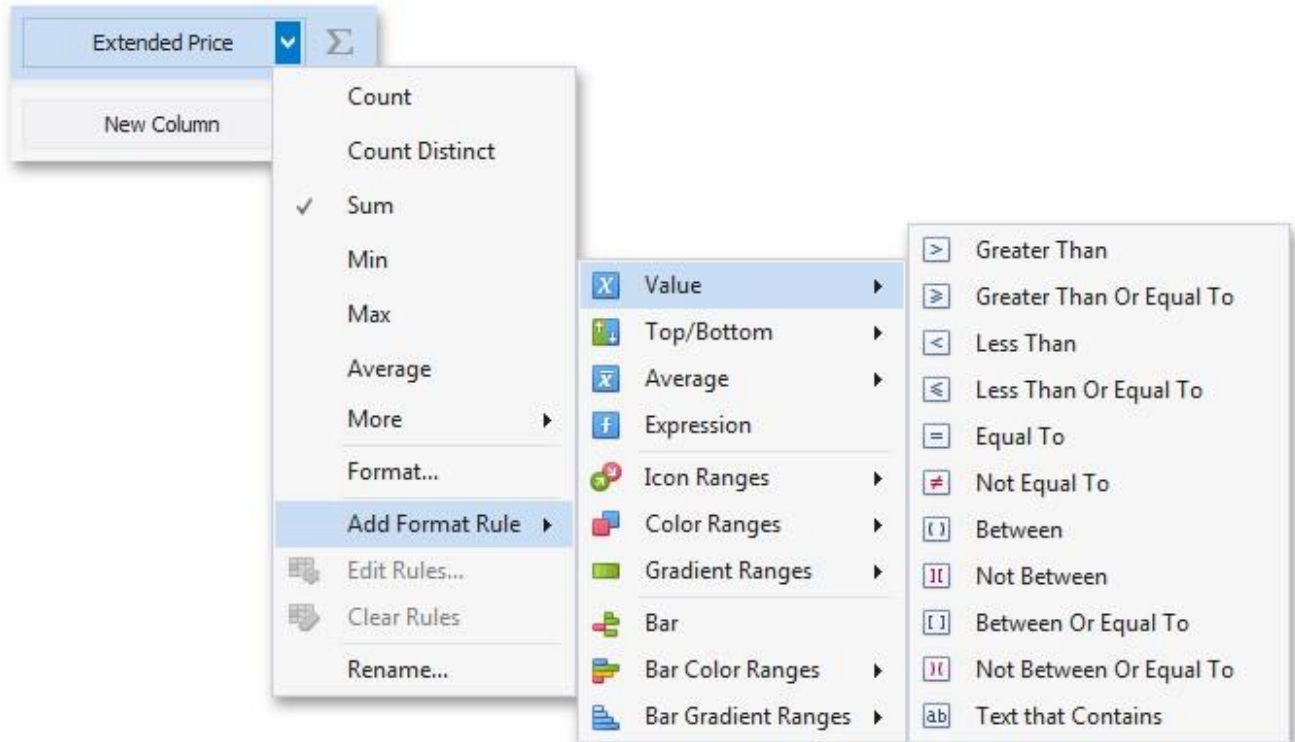 Extended Price
Σ
New Column
Count
Count Distinct
Sum
Min
Max
Average
More
Format...
Add Format Rule
Edit Rules...
Clear Rules
Rename...
Value
Top/Bottom
Average
Expression
Icon Ranges
Color Ranges
Gradient Ranges
Bar
Bar Color Ranges
Bar Gradient Ranges
> Greater Than
⩾ Greater Than Or Equal To
< Less Than
⩽ Less Than Or Equal To
= Equal To
≠ Not Equal To
( ) Between
] [ Not Between
[ ] Between Or Equal To
) ( Not Between Or Equal To
ab Text that Contains